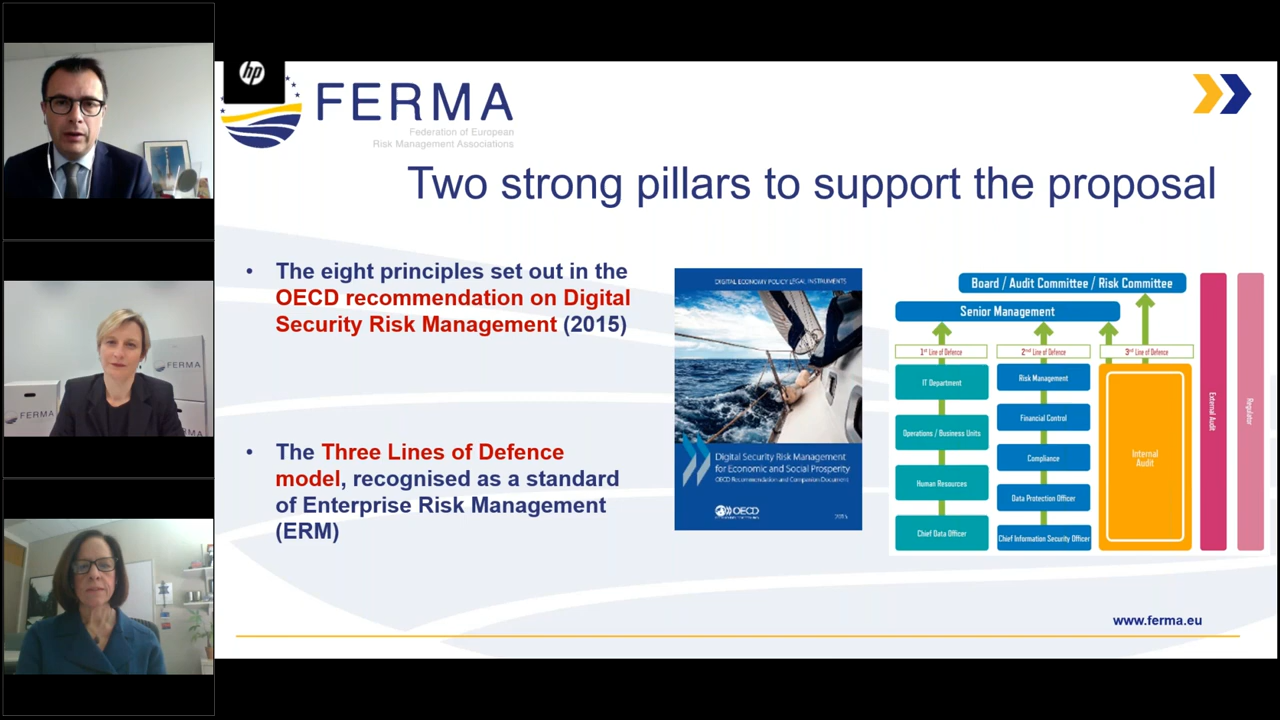 hp
FERMA
Federation of European
Risk Management Associations
Two strong pillars to support the proposal
• The eight principles set out in the
OECD recommendation on Digital
Security Risk Management (2015)
• The Three Lines of Defence
model, recognised as a standard
of Enterprise Risk Management
(ERM)
DIGITAL ECONOMY POLICY LEGAL INSTRUMENTS
Digital Security Risk Management
for Economic and Social Prosperity
OECD Recommendation and Companion Document
OECD
2015
Board / Audit Committee / Risk Committee
Senior Management
1st Line of Defence
2nd Line of Defence
3rd Line of Defence
IT Department
Operations / Business Units
Human Resources
Chief Data Officer
Risk Management
Financial Control
Compliance
Data Protection Officer
Chief Information Security Officer
Internal
Audit
External Audit
Regulator
www.ferma.eu
FERMA
FERMA